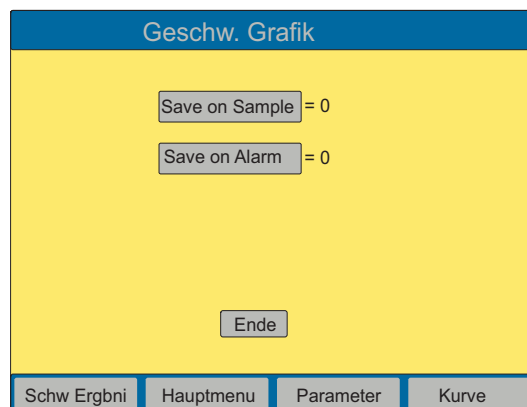 Geschw. Grafik
Save on Sample = 0
Save on Alarm = 0
Ende
Schw Ergbni Hauptmenu Parameter Kurve